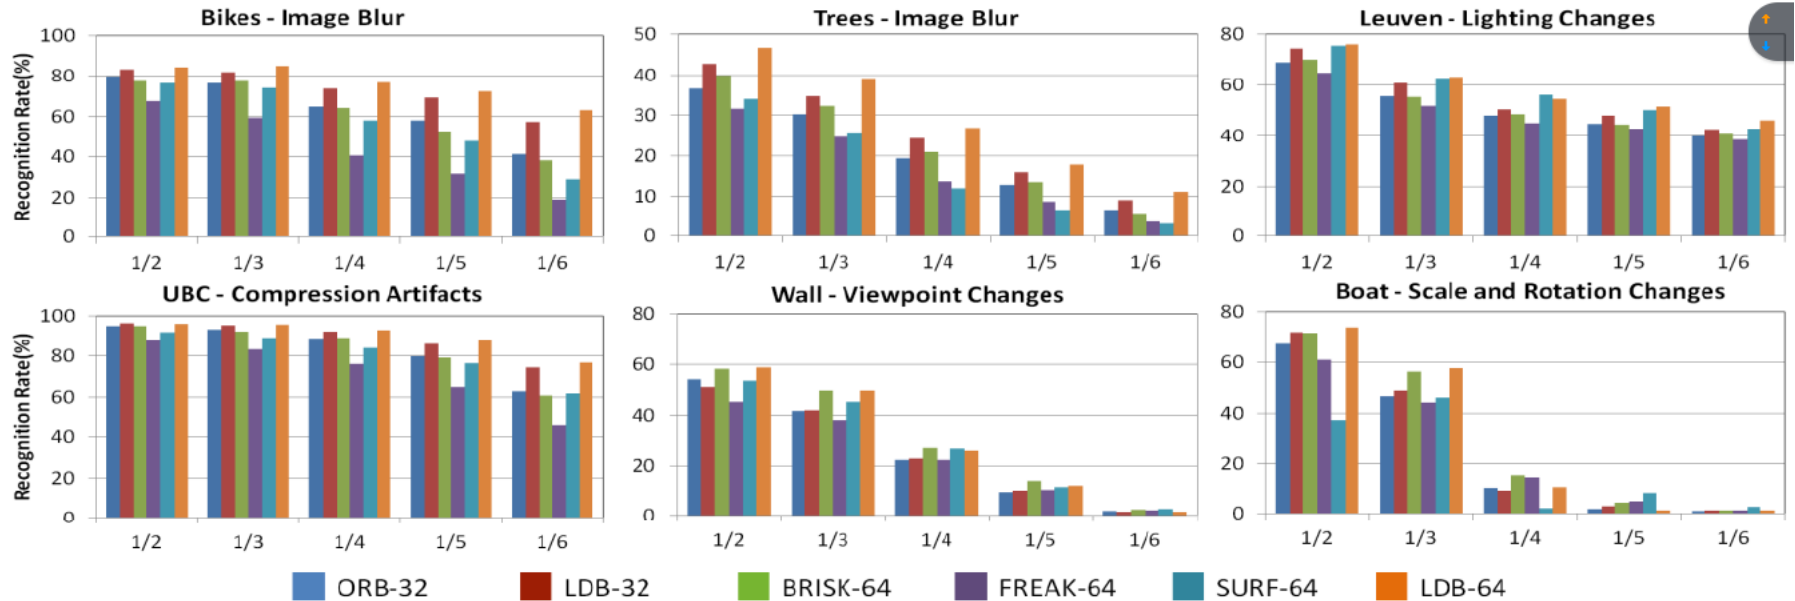 Bikes - Image Blur
Trees - Image Blur
Leuven - Lighting Changes
Recognition Rate(%)
100
80
60
40
20
0
1/2 1/3 1/4 1/5 1/6
50
40
30
20
10
0
1/2 1/3 1/4 1/5 1/6
80
60
40
20
0
1/2 1/3 1/4 1/5 1/6
UBC - Compression Artifacts
Wall - Viewpoint Changes
Boat - Scale and Rotation Changes
Recognition Rate(%)
100
80
60
40
20
0
1/2 1/3 1/4 1/5 1/6
80
60
40
20
0
1/2 1/3 1/4 1/5 1/6
80
60
40
20
0
1/2 1/3 1/4 1/5 1/6
ORB-32 LDB-32 BRISK-64 FREAK-64 SURF-64 LDB-64